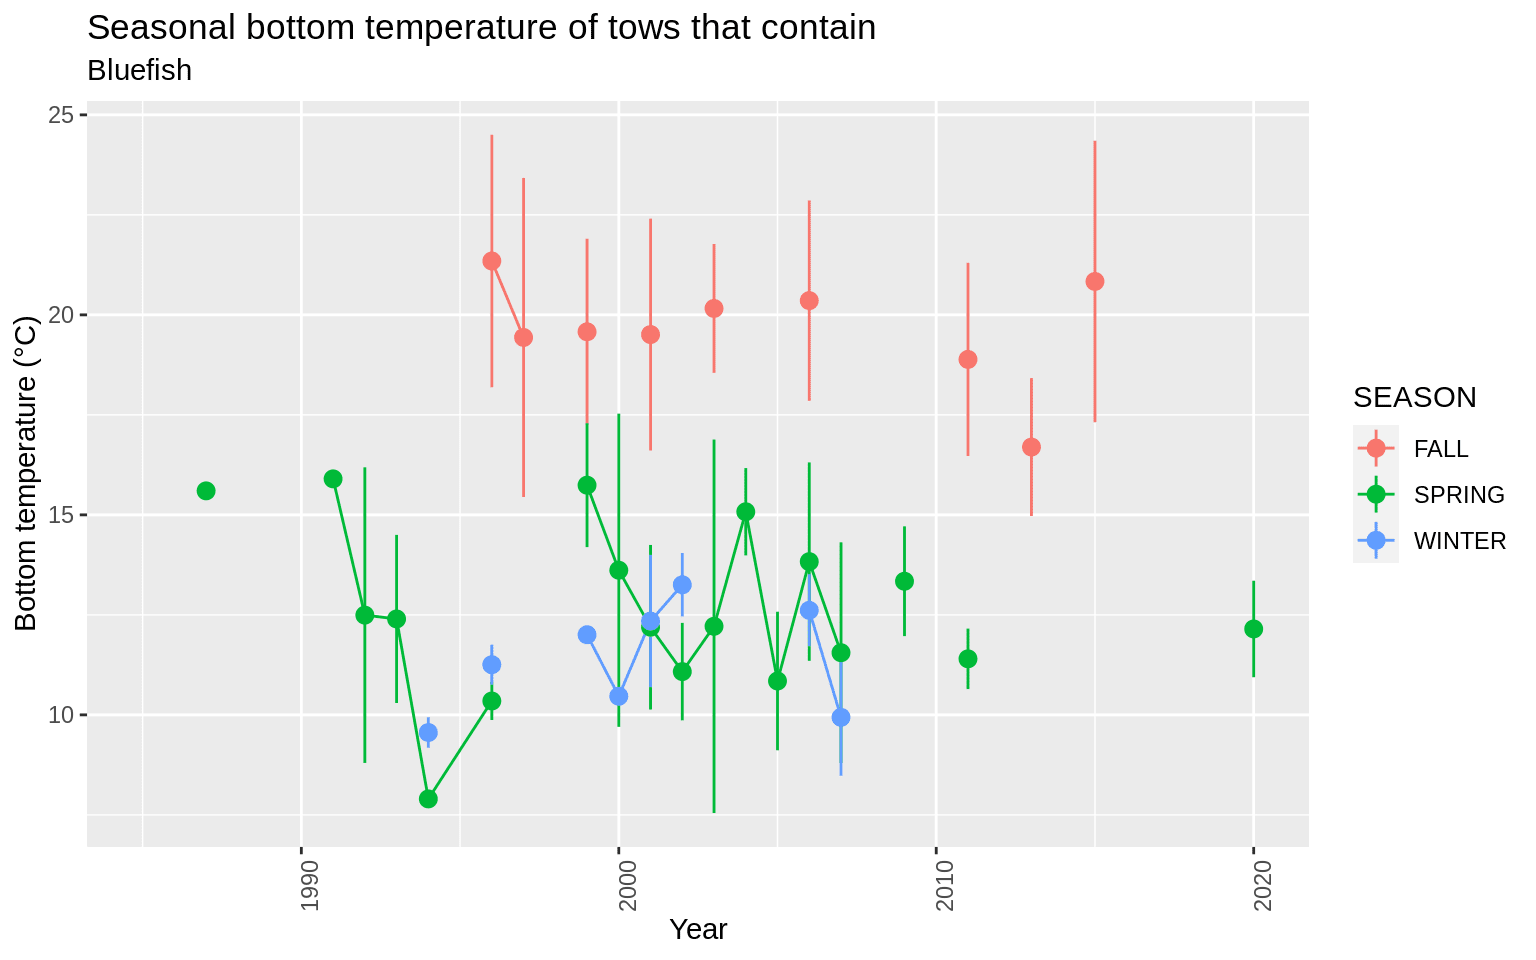 Seasonal bottom temperature of tows that contain
Bluefish
25
20
15
10
Bottom temperature (°C)
1990
2000
2010
2020
Year
SEASON
FALL
SPRING
WINTER